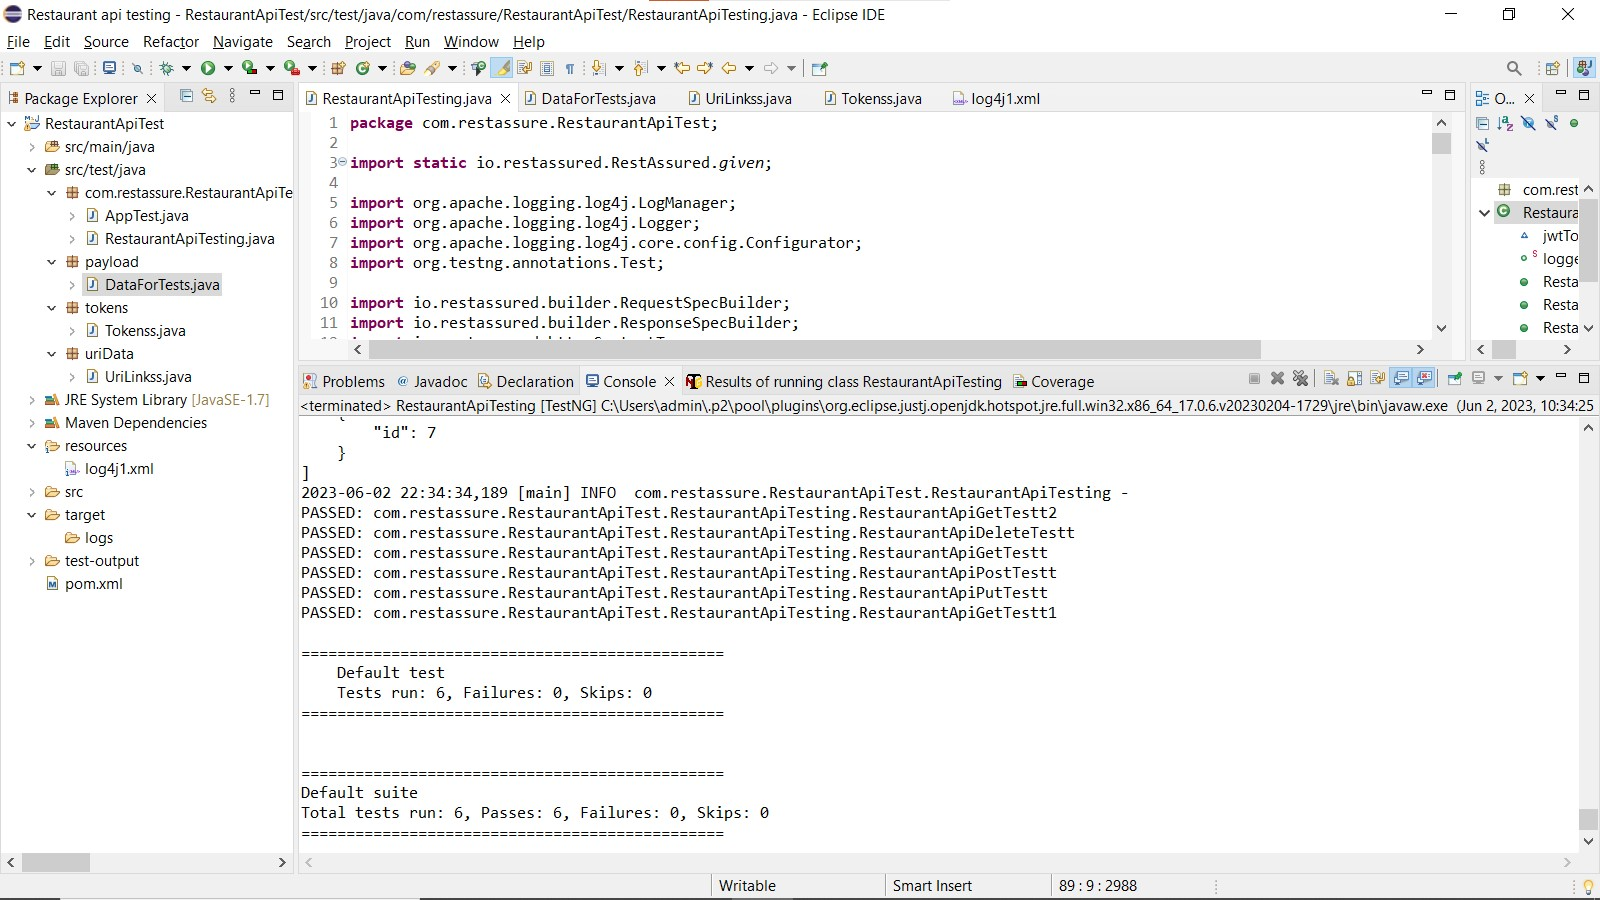 Restaurant api testing - RestaurantApiTest/src/test/java/com/restassure/RestaurantApiTest/RestaurantApiTesting.java - Eclipse IDE
File Edit Source Refactor Navigate Search Project Run Window Help
Package Explorer
RestaurantApiTest
src/main/java
src/test/java
com.restassure.RestaurantApiTe
AppTest.java
RestaurantApiTesting.java
payload
DataForTests.java
tokens
Tokenss.java
uriData
UriLinkss.java
JRE System Library [JavaSE-1.7]
Maven Dependencies
resources
log4j1.xml
src
target
logs
test-output
pom.xml
RestaurantApiTesting.java DataForTests.java UriLinkss.java Tokenss.java log4j1.xml
1 package com.restassure.RestaurantApiTest;
2
3 import static io.restassured.RestAssured.given;
4
5 import org.apache.logging.log4j.LogManager;
6 import org.apache.logging.log4j.Logger;
7 import org.apache.logging.log4j.core.config.Configurator;
8 import org.testng.annotations.Test;
9
10 import io.restassured.builder.RequestSpecBuilder;
11 import io.restassured.builder.ResponseSpecBuilder;
O...
com.rest
Restaura
jwtTo
logge
Resta
Resta
Resta
Problems @ Javadoc Declaration Console Results of running class RestaurantApiTesting Coverage
<terminated> RestaurantApiTesting [TestNG] C:\Users\admin\.p2\pool\plugins\org.eclipse.justj.openjdk.hotspot.jre.full.win32.x86_64_17.0.6.v20230204-1729\jre\bin\javaw.exe (Jun 2, 2023, 10:34:25
"id": 7
}
]
2023-06-02 22:34:34,189 [main] INFO  com.restassure.RestaurantApiTest.RestaurantApiTesting -
PASSED: com.restassure.RestaurantApiTest.RestaurantApiTesting.RestaurantApiGetTestt2
PASSED: com.restassure.RestaurantApiTest.RestaurantApiTesting.RestaurantApiDeleteTestt
PASSED: com.restassure.RestaurantApiTest.RestaurantApiTesting.RestaurantApiGetTestt
PASSED: com.restassure.RestaurantApiTest.RestaurantApiTesting.RestaurantApiPostTestt
PASSED: com.restassure.RestaurantApiTest.RestaurantApiTesting.RestaurantApiPutTestt
PASSED: com.restassure.RestaurantApiTest.RestaurantApiTesting.RestaurantApiGetTestt1
===============================================
Default test
Tests run: 6, Failures: 0, Skips: 0
===============================================
===============================================
Default suite
Total tests run: 6, Passes: 6, Failures: 0, Skips: 0
===============================================
Writable Smart Insert 89 : 9 : 2988